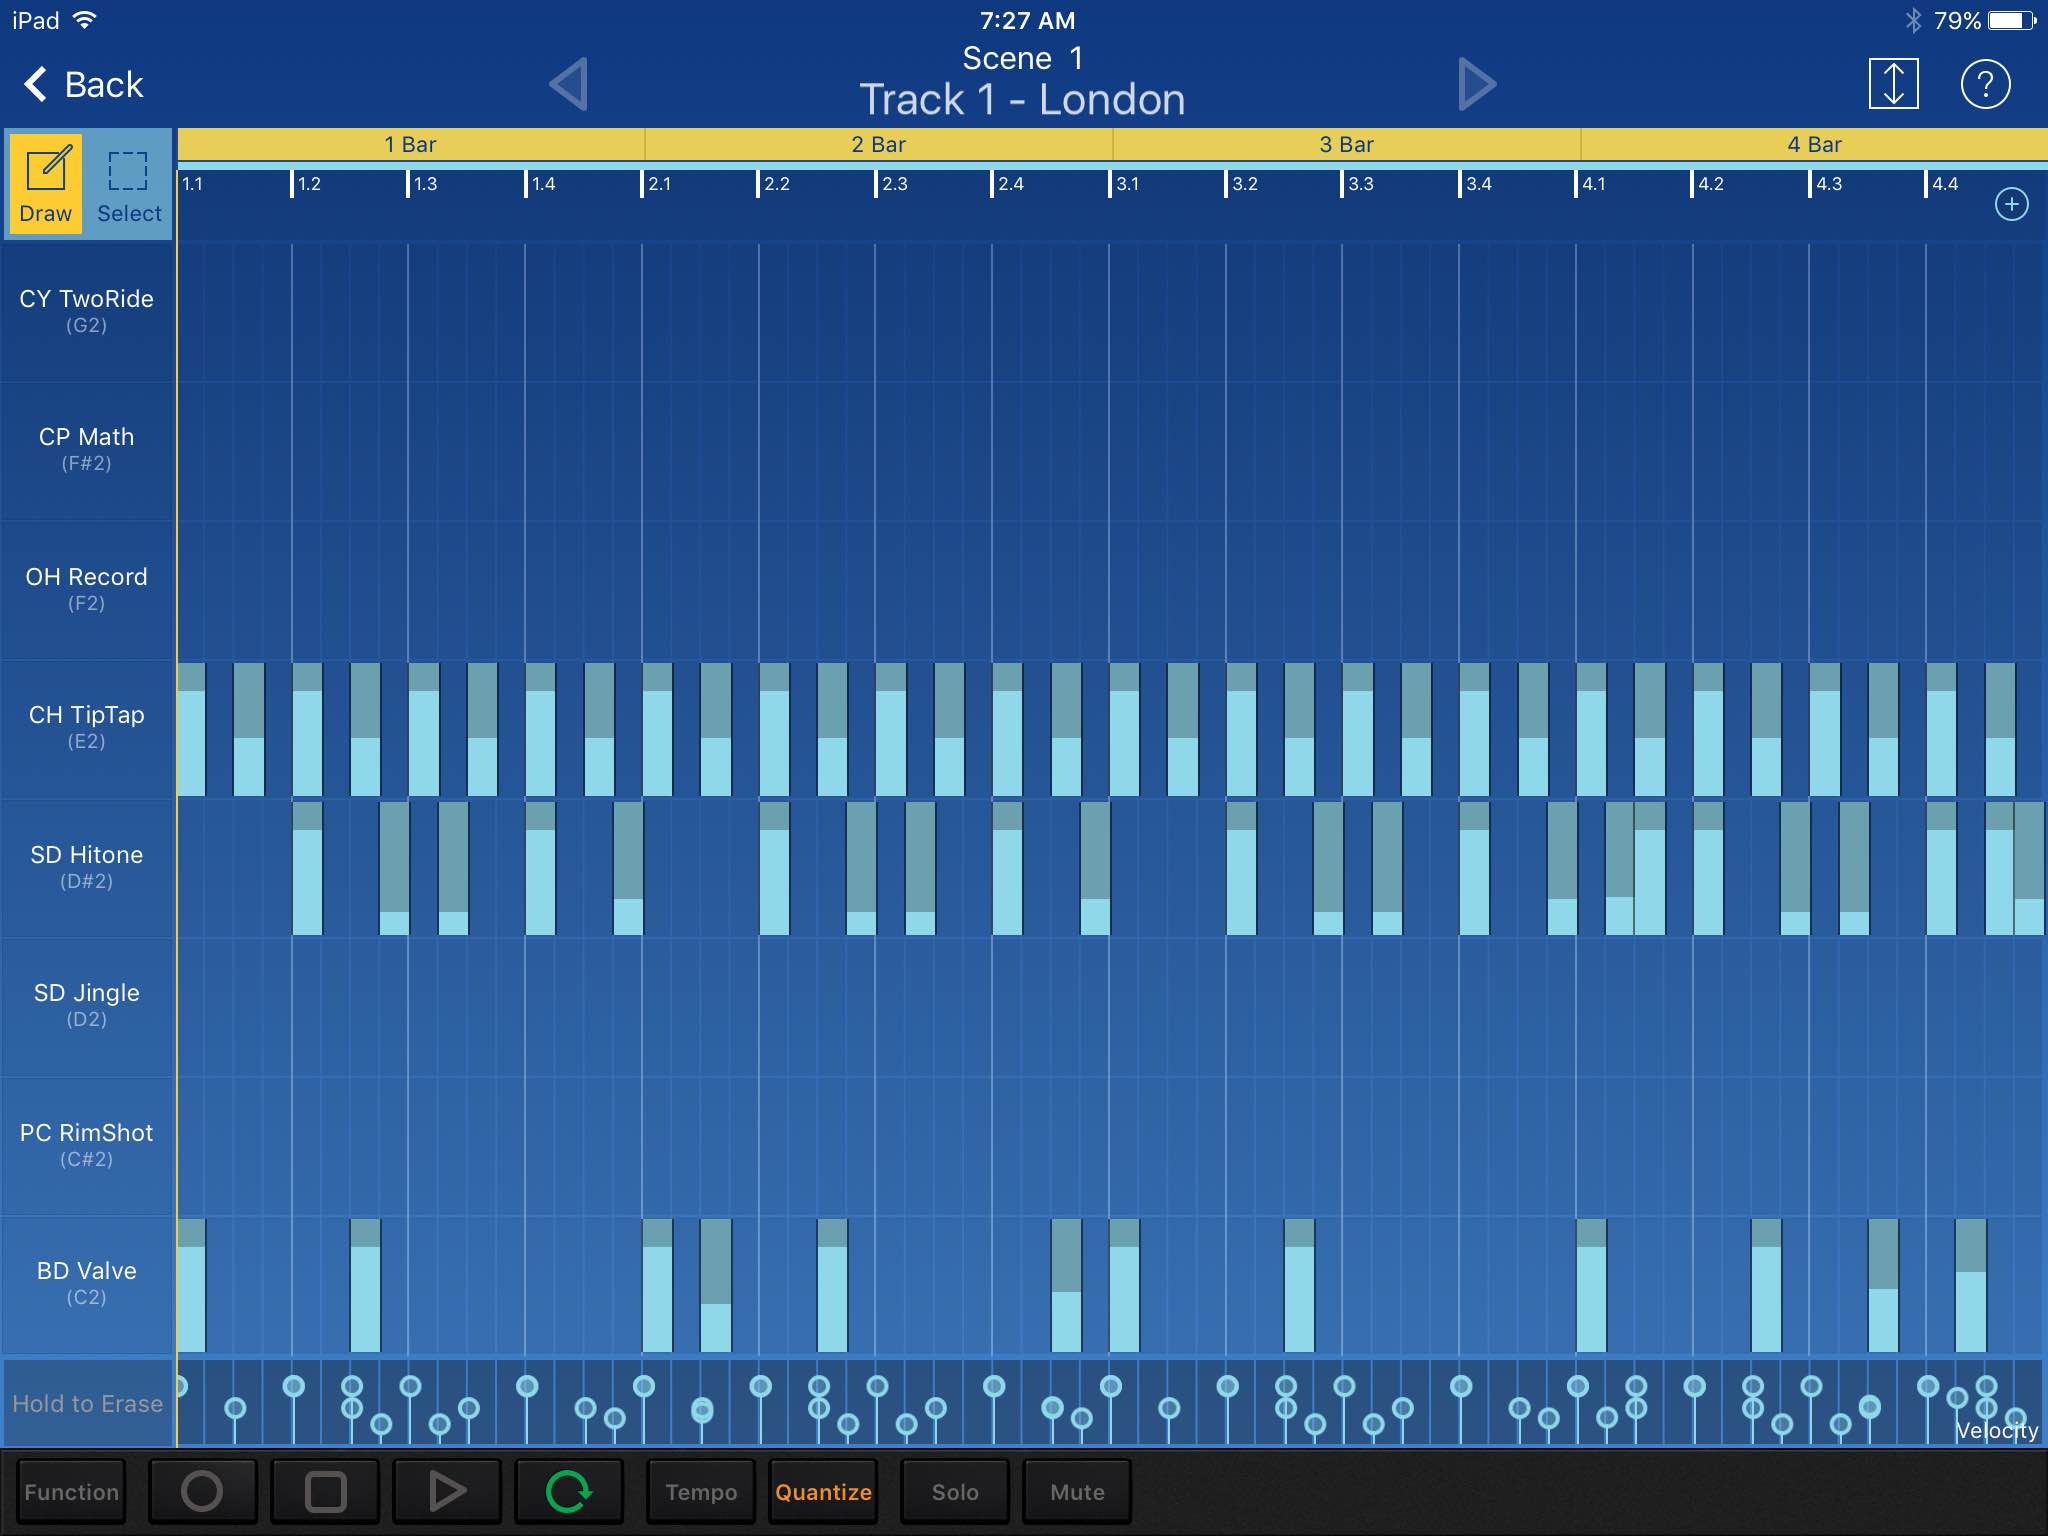 iPad 7:27 AM 79%
Scene 1
Back Track 1 - London ?
1 Bar 2 Bar 3 Bar 4 Bar
1.1 1.2 1.3 1.4 2.1 2.2 2.3 2.4 3.1 3.2 3.3 3.4 4.1 4.2 4.3 4.4
Draw Select
CY TwoRide
(G2)
CP Math
(F#2)
OH Record
(F2)
CH TipTap
(E2)
SD Hitone
(D#2)
SD Jingle
(D2)
PC RimShot
(C#2)
BD Valve
(C2)
Hold to Erase
Velocity
Function Tempo Quantize Solo Mute